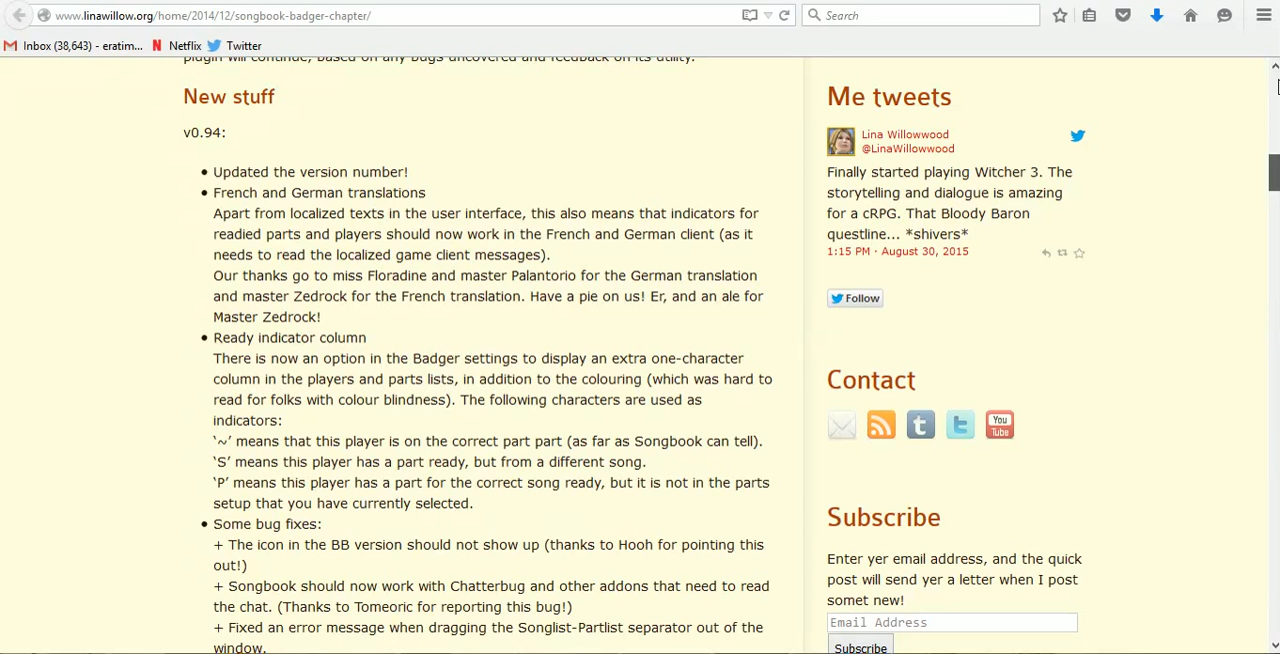 www.linawillow.org/home/2014/12/songbook-badger-chapter/
Search
Inbox (38,643) - eratim...
Netflix
Twitter
plugin will continue, based on any bugs uncovered and feedback on its utility.
New stuff
v0.94:
• Updated the version number!
• French and German translations
Apart from localized texts in the user interface, this also means that indicators for
readied parts and players should now work in the French and German client (as it
needs to read the localized game client messages).
Our thanks go to miss Floradine and master Palantorio for the German translation
and master Zedrock for the French translation. Have a pie on us! Er, and an ale for
Master Zedrock!
• Ready indicator column
There is now an option in the Badger settings to display an extra one-character
column in the players and parts lists, in addition to the colouring (which was hard to
read for folks with colour blindness). The following characters are used as
indicators:
‘~’ means that this player is on the correct part part (as far as Songbook can tell).
‘S’ means this player has a part ready, but from a different song.
‘P’ means this player has a part for the correct song ready, but it is not in the parts
setup that you have currently selected.
• Some bug fixes:
+ The icon in the BB version should not show up (thanks to Hooh for pointing this
out!)
+ Songbook should now work with Chatterbug and other addons that need to read
the chat. (Thanks to Tomeoric for reporting this bug!)
+ Fixed an error message when dragging the Songlist-Partlist separator out of the
window.
Me tweets
Lina Willowwood
@LinaWillowwood
Finally started playing Witcher 3. The
storytelling and dialogue is amazing
for a cRPG. That Bloody Baron
questline... *shivers*
1:15 PM · August 30, 2015
Follow
Contact
You
Tube
Subscribe
Enter yer email address, and the quick
post will send yer a letter when I post
somet new!
Email Address
Subscribe